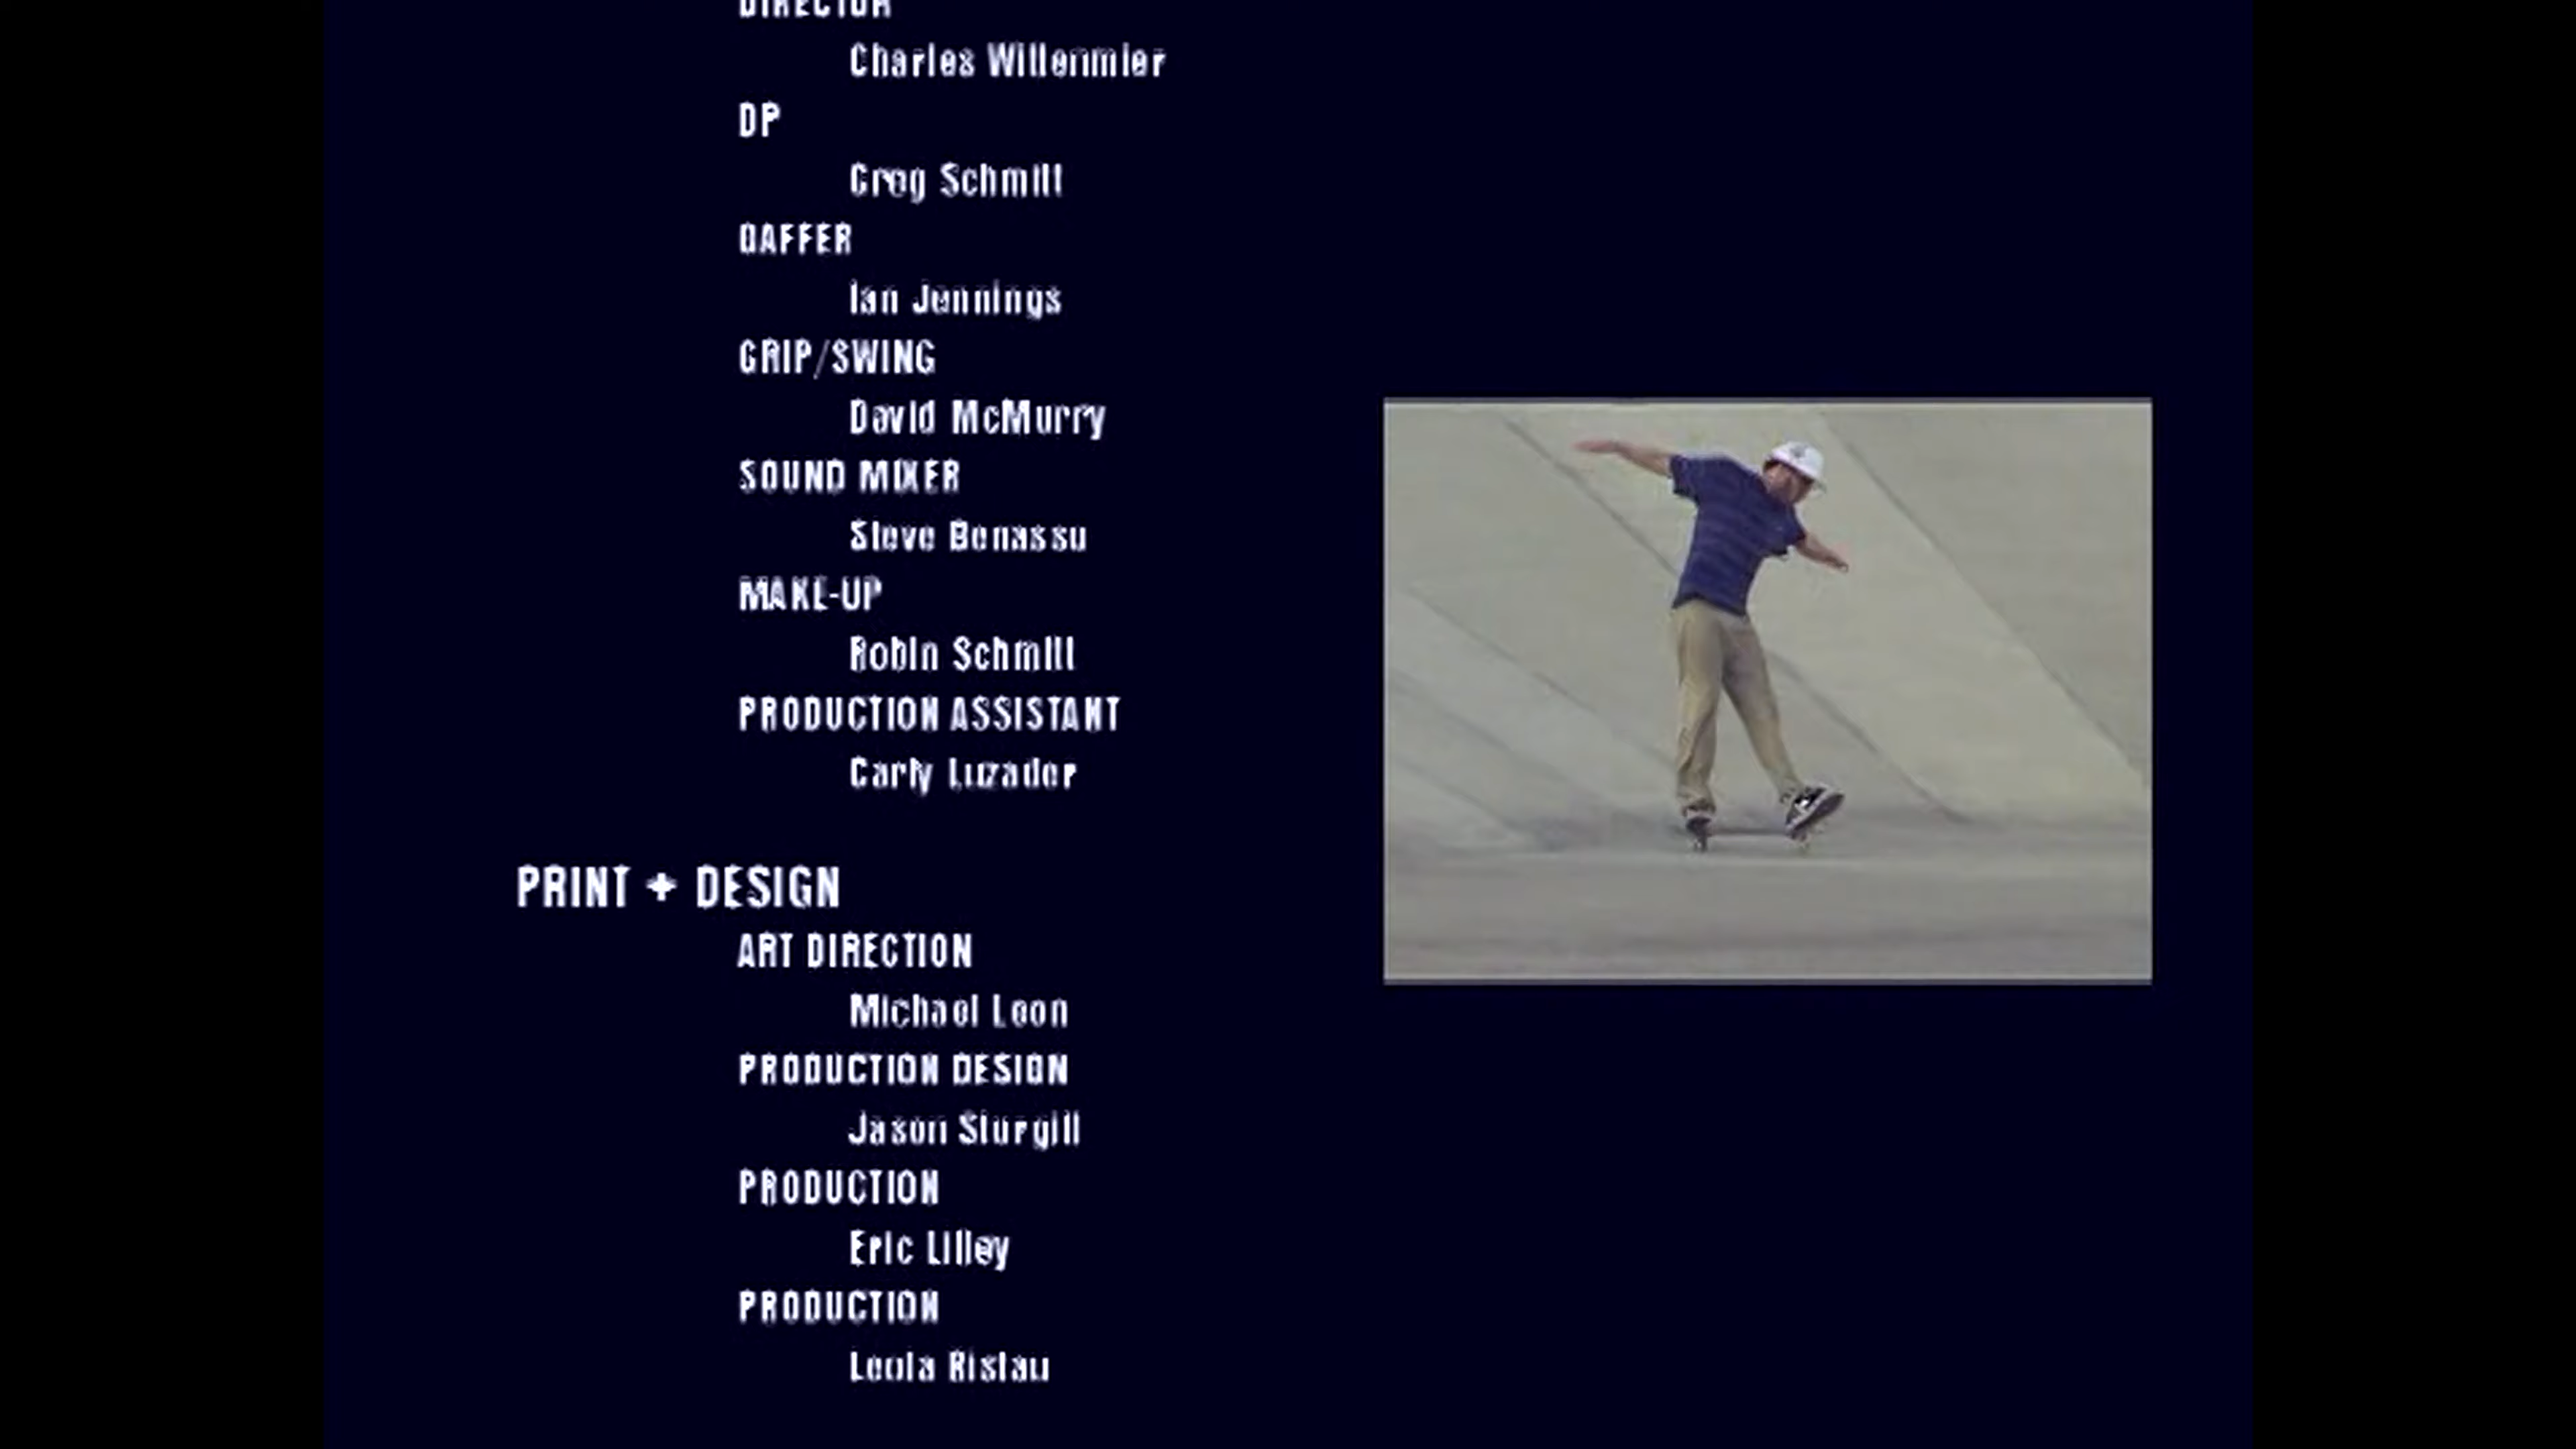 DIRECTOR
Charles Willenmier
DP
Greg Schmitt
GAFFER
Ian Jennings
GRIP/SWING
David McMurry
SOUND MIXER
Steve Benassu
MAKE-UP
Robin Schmitt
PRODUCTION ASSISTANT
Carly Luzader
PRINT + DESIGN
ART DIRECTION
Michael Leon
PRODUCTION DESIGN
Jason Sturgill
PRODUCTION
Eric Lilley
PRODUCTION
Leola Ristau